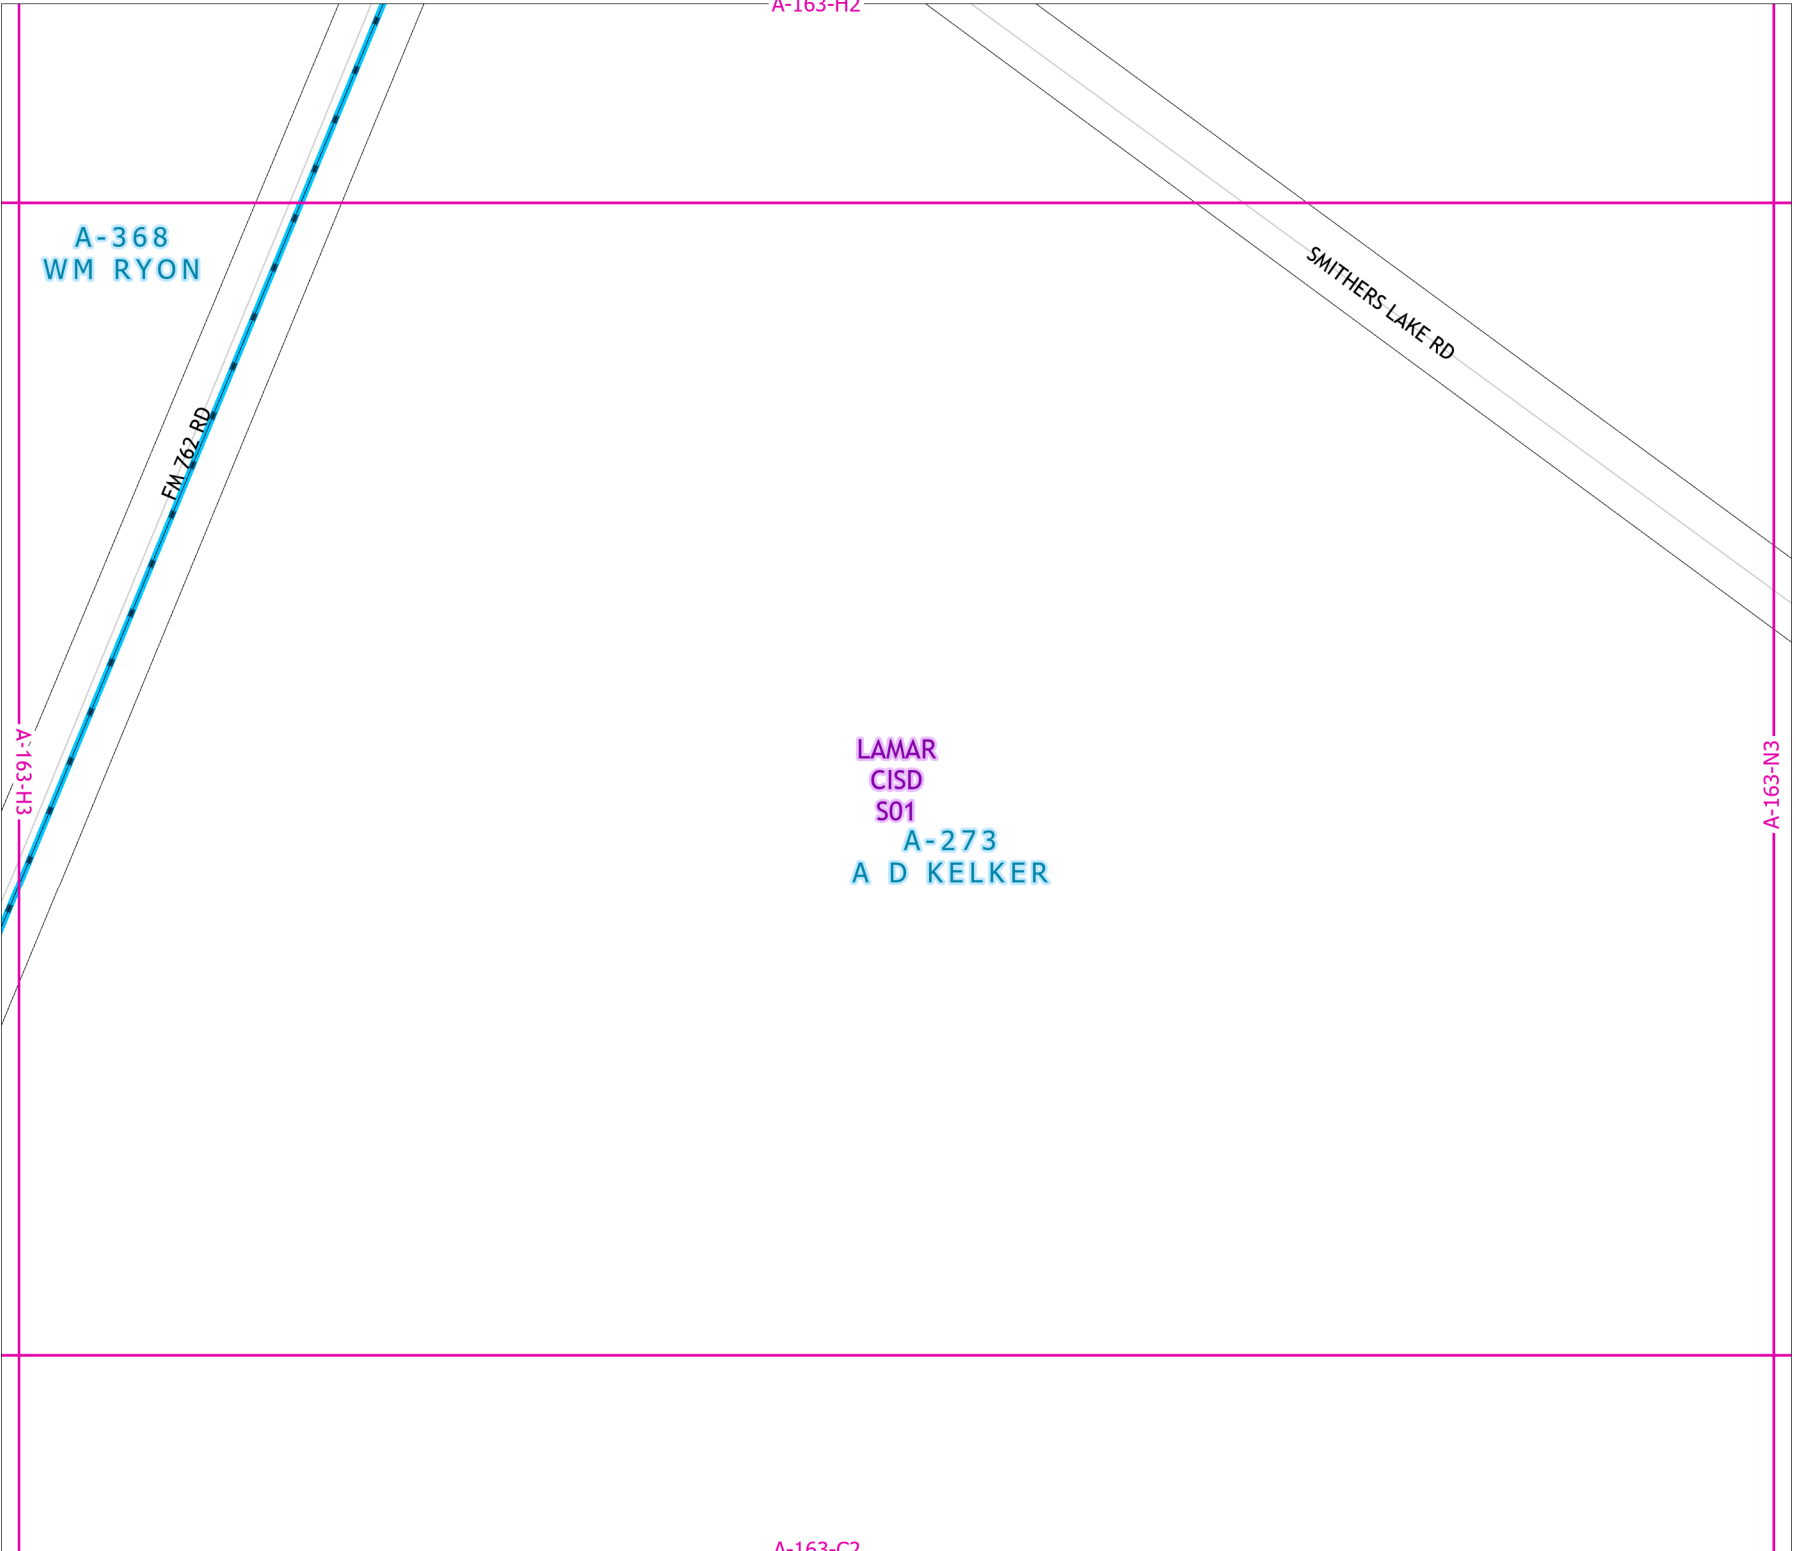 A-163-H2
A-368
WM RYON
SMITHERS LAKE RD
FM 762 RD
A-163-H3
LAMAR
CISD
S01
A-163-N3
A-273
A D KELKER
A-163-C2